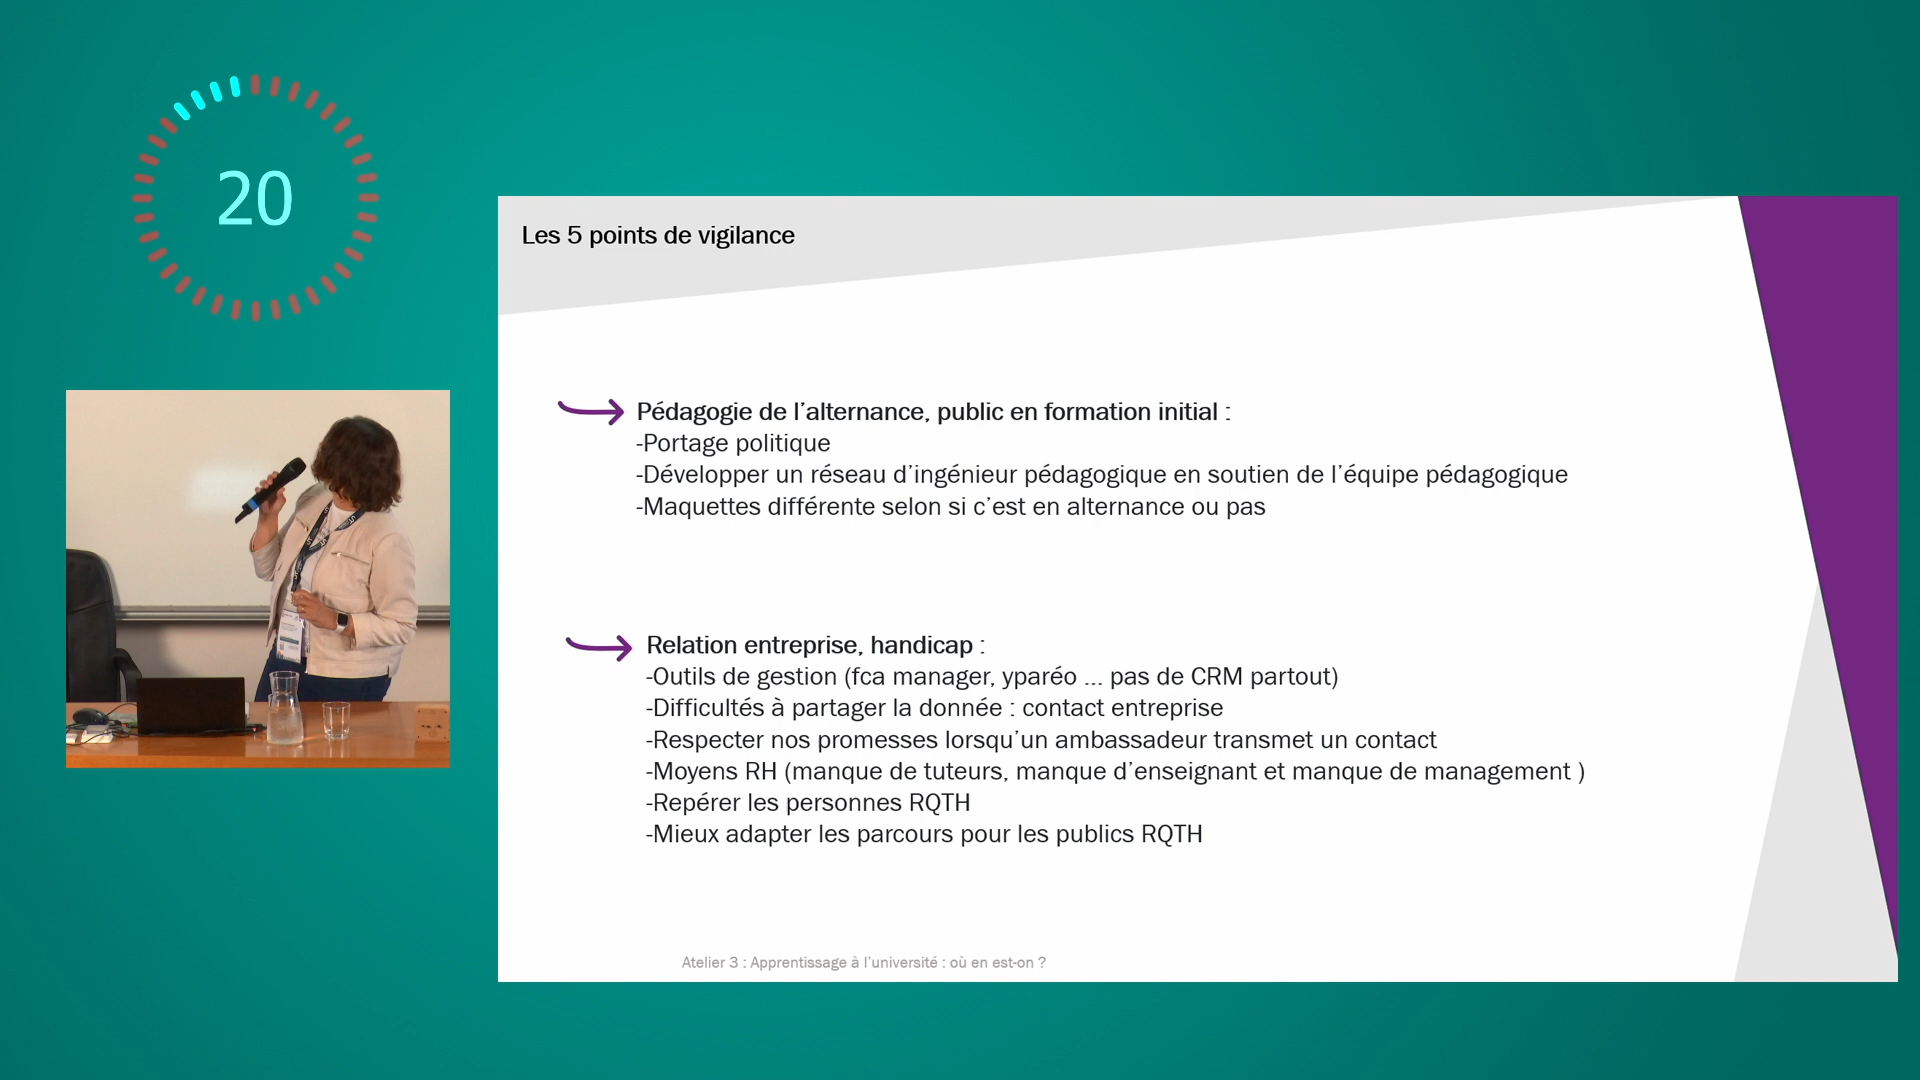 20
Les 5 points de vigilance
Pédagogie de l’alternance, public en formation initial :
-Portage politique
-Développer un réseau d’ingénieur pédagogique en soutien de l’équipe pédagogique
-Maquettes différente selon si c’est en alternance ou pas
Relation entreprise, handicap :
-Outils de gestion (fca manager, yparéo ... pas de CRM partout)
-Difficultés à partager la donnée : contact entreprise
-Respecter nos promesses lorsqu’un ambassadeur transmet un contact
-Moyens RH (manque de tuteurs, manque d’enseignant et manque de management )
-Repérer les personnes RQTH
-Mieux adapter les parcours pour les publics RQTH
Atelier 3 : Apprentissage à l’université : où en est-on ?